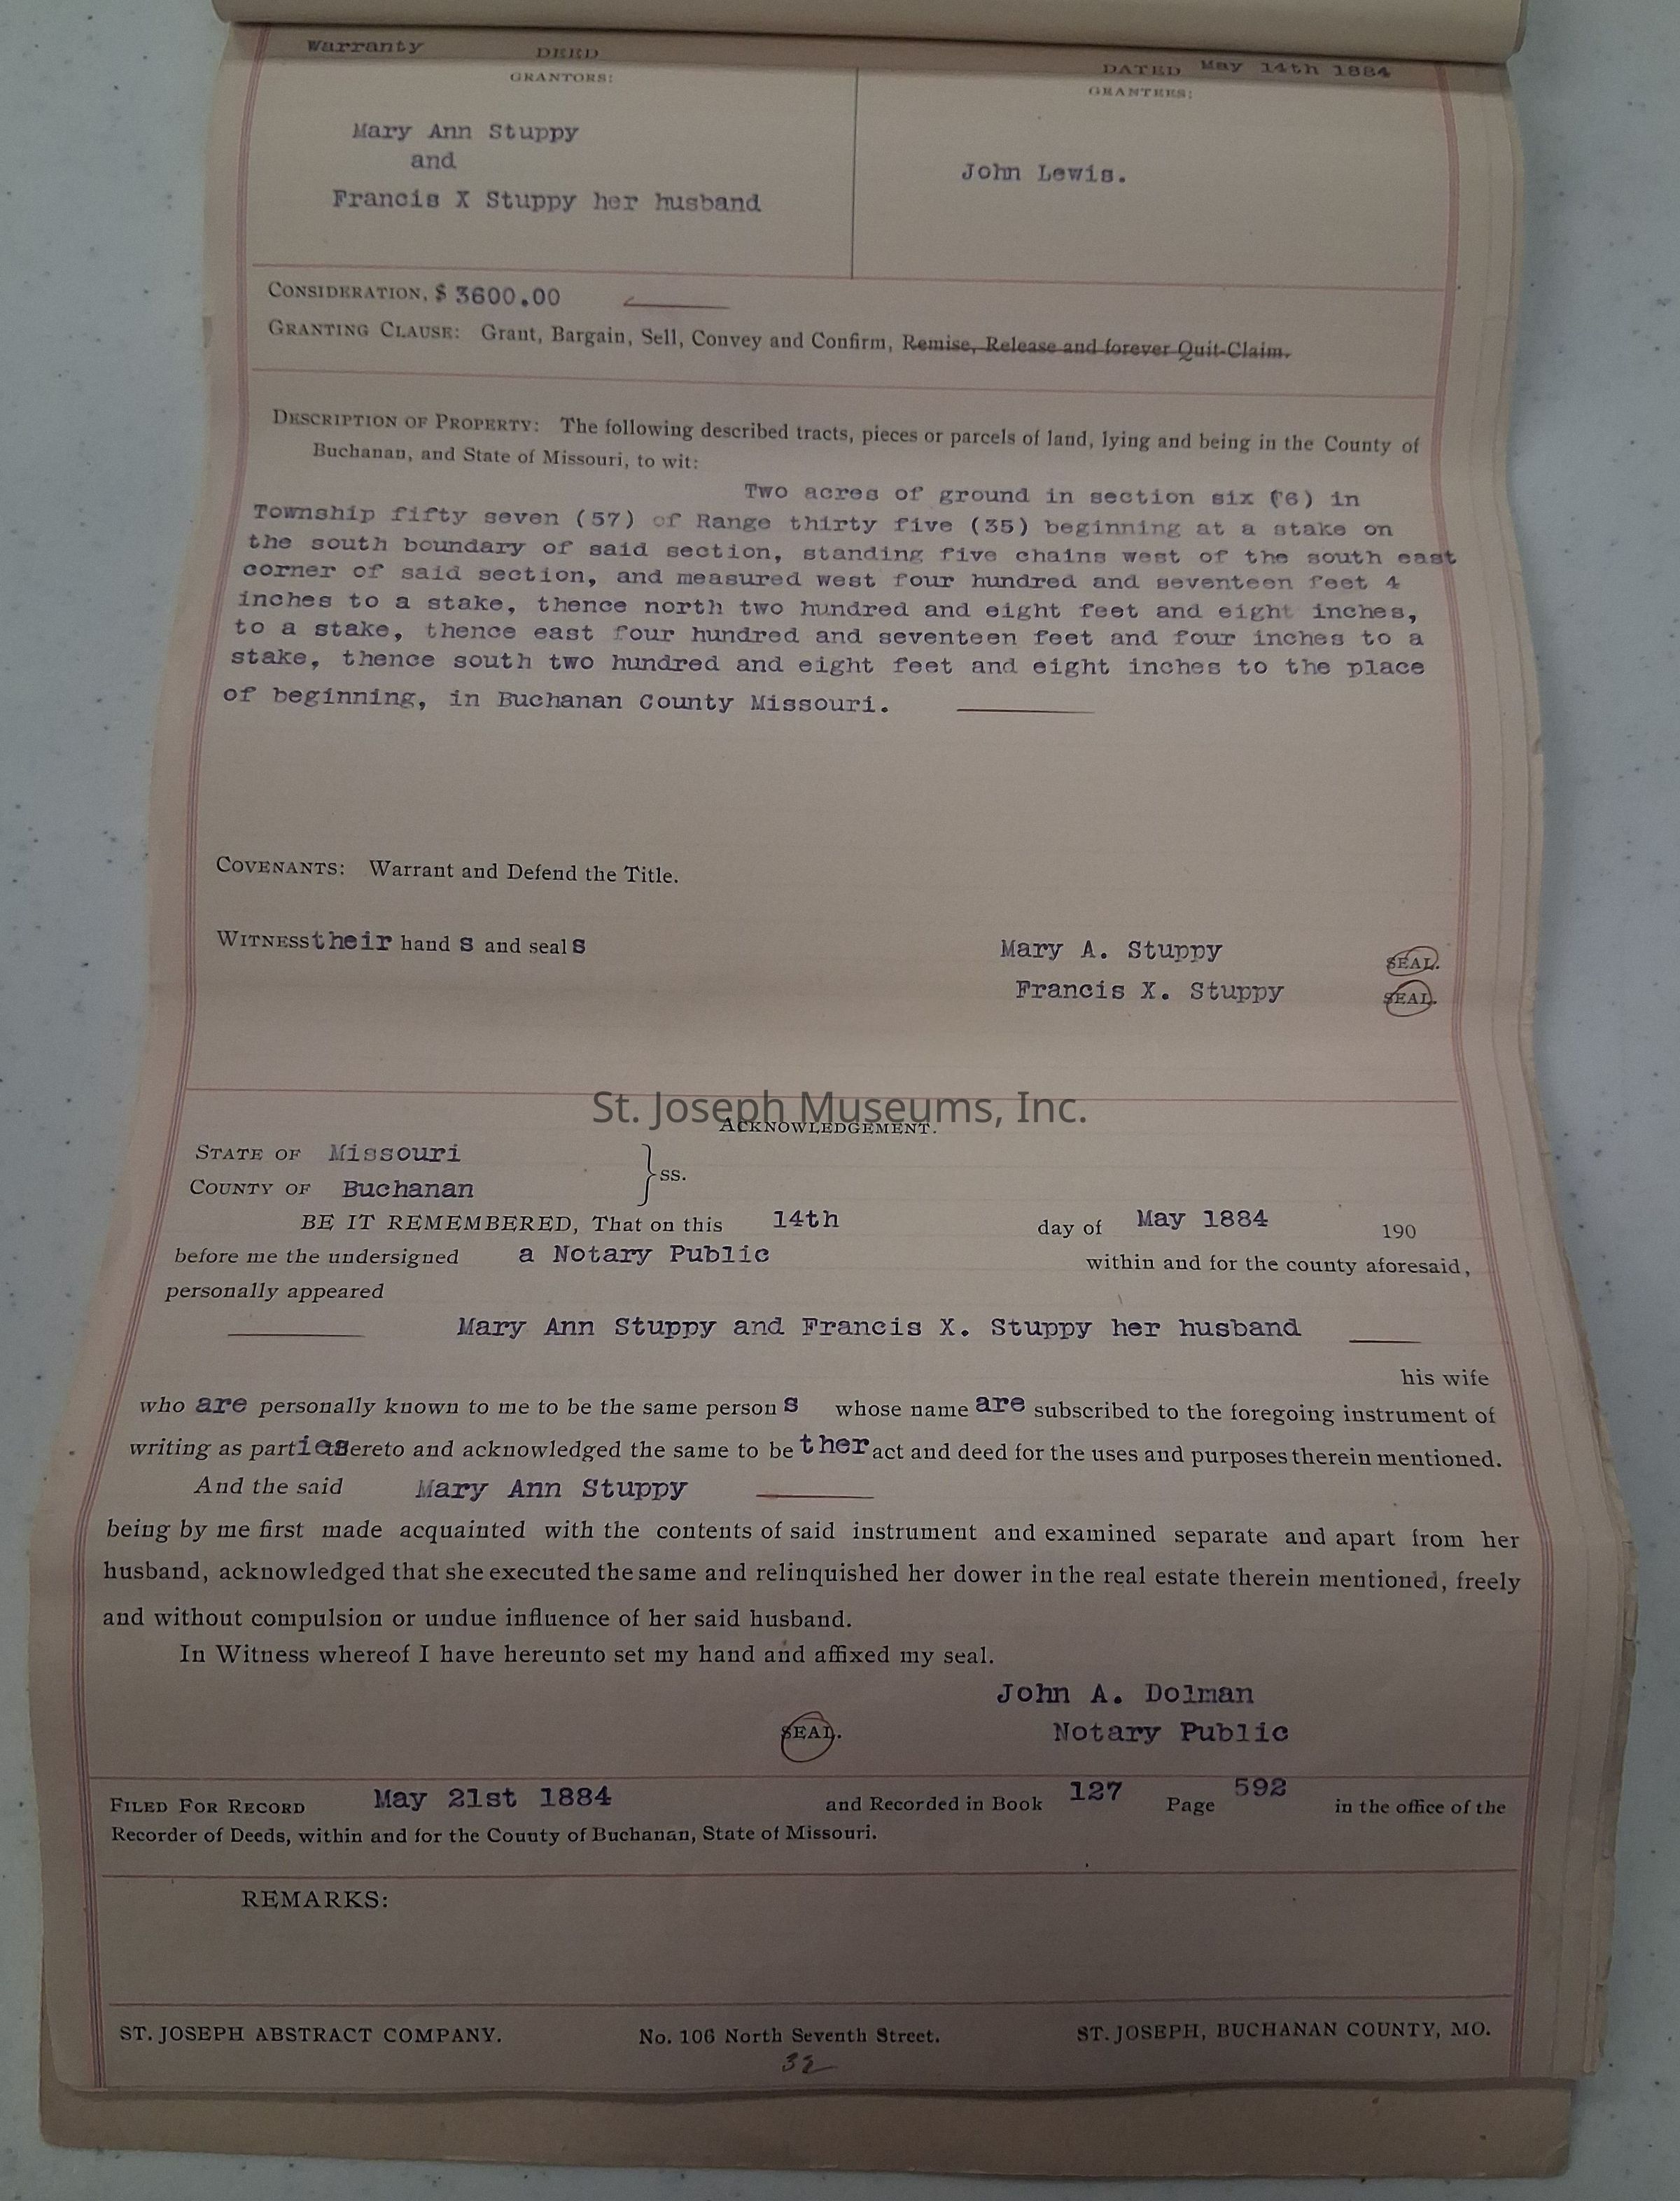 Warranty DEED DATED May 14th 1884
GRANTORS: GRANTEES:
Mary Ann Stuppy
and
Francis X Stuppy her husband
John Lewis.
CONSIDERATION, $ 3600.00
GRANTING CLAUSE: Grant, Bargain, Sell, Convey and Confirm, Remise, Release and forever Quit-Claim.
DESCRIPTION OF PROPERTY: The following described tracts, pieces or parcels of land, lying and being in the County of
Buchanan, and State of Missouri, to wit:
Two acres of ground in section six (6) in
Township fifty seven (57) of Range thirty five (35) beginning at a stake on
the south boundary of said section, standing five chains west of the south east
corner of said section, and measured west four hundred and seventeen feet 4
inches to a stake, thence north two hundred and eight feet and eight inches,
to a stake, thence east four hundred and seventeen feet and four inches to a
stake, thence south two hundred and eight feet and eight inches to the place
of beginning, in Buchanan County Missouri.
COVENANTS: Warrant and Defend the Title.
WITNESS their hand s and seal s
Mary A. Stuppy SEAL.
Francis X. Stuppy SEAL.
St. Joseph Museums, Inc.
ACKNOWLEDGEMENT.
STATE OF Missouri
COUNTY OF Buchanan } ss.
BE IT REMEMBERED, That on this 14th day of May 1884 190
before me the undersigned a Notary Public within and for the county aforesaid,
personally appeared
Mary Ann Stuppy and Francis X. Stuppy her husband
his wife
who are personally known to me to be the same person s whose name are subscribed to the foregoing instrument of
writing as parties thereto and acknowledged the same to be ther act and deed for the uses and purposes therein mentioned.
And the said Mary Ann Stuppy
being by me first made acquainted with the contents of said instrument and examined separate and apart from her
husband, acknowledged that she executed the same and relinquished her dower in the real estate therein mentioned, freely
and without compulsion or undue influence of her said husband.
In Witness whereof I have hereunto set my hand and affixed my seal.
John A. Dolman
SEAL. Notary Public
FILED FOR RECORD May 21st 1884 and Recorded in Book 127 Page 592 in the office of the
Recorder of Deeds, within and for the County of Buchanan, State of Missouri.
REMARKS:
ST. JOSEPH ABSTRACT COMPANY. No. 106 North Seventh Street. ST. JOSEPH, BUCHANAN COUNTY, MO.
32